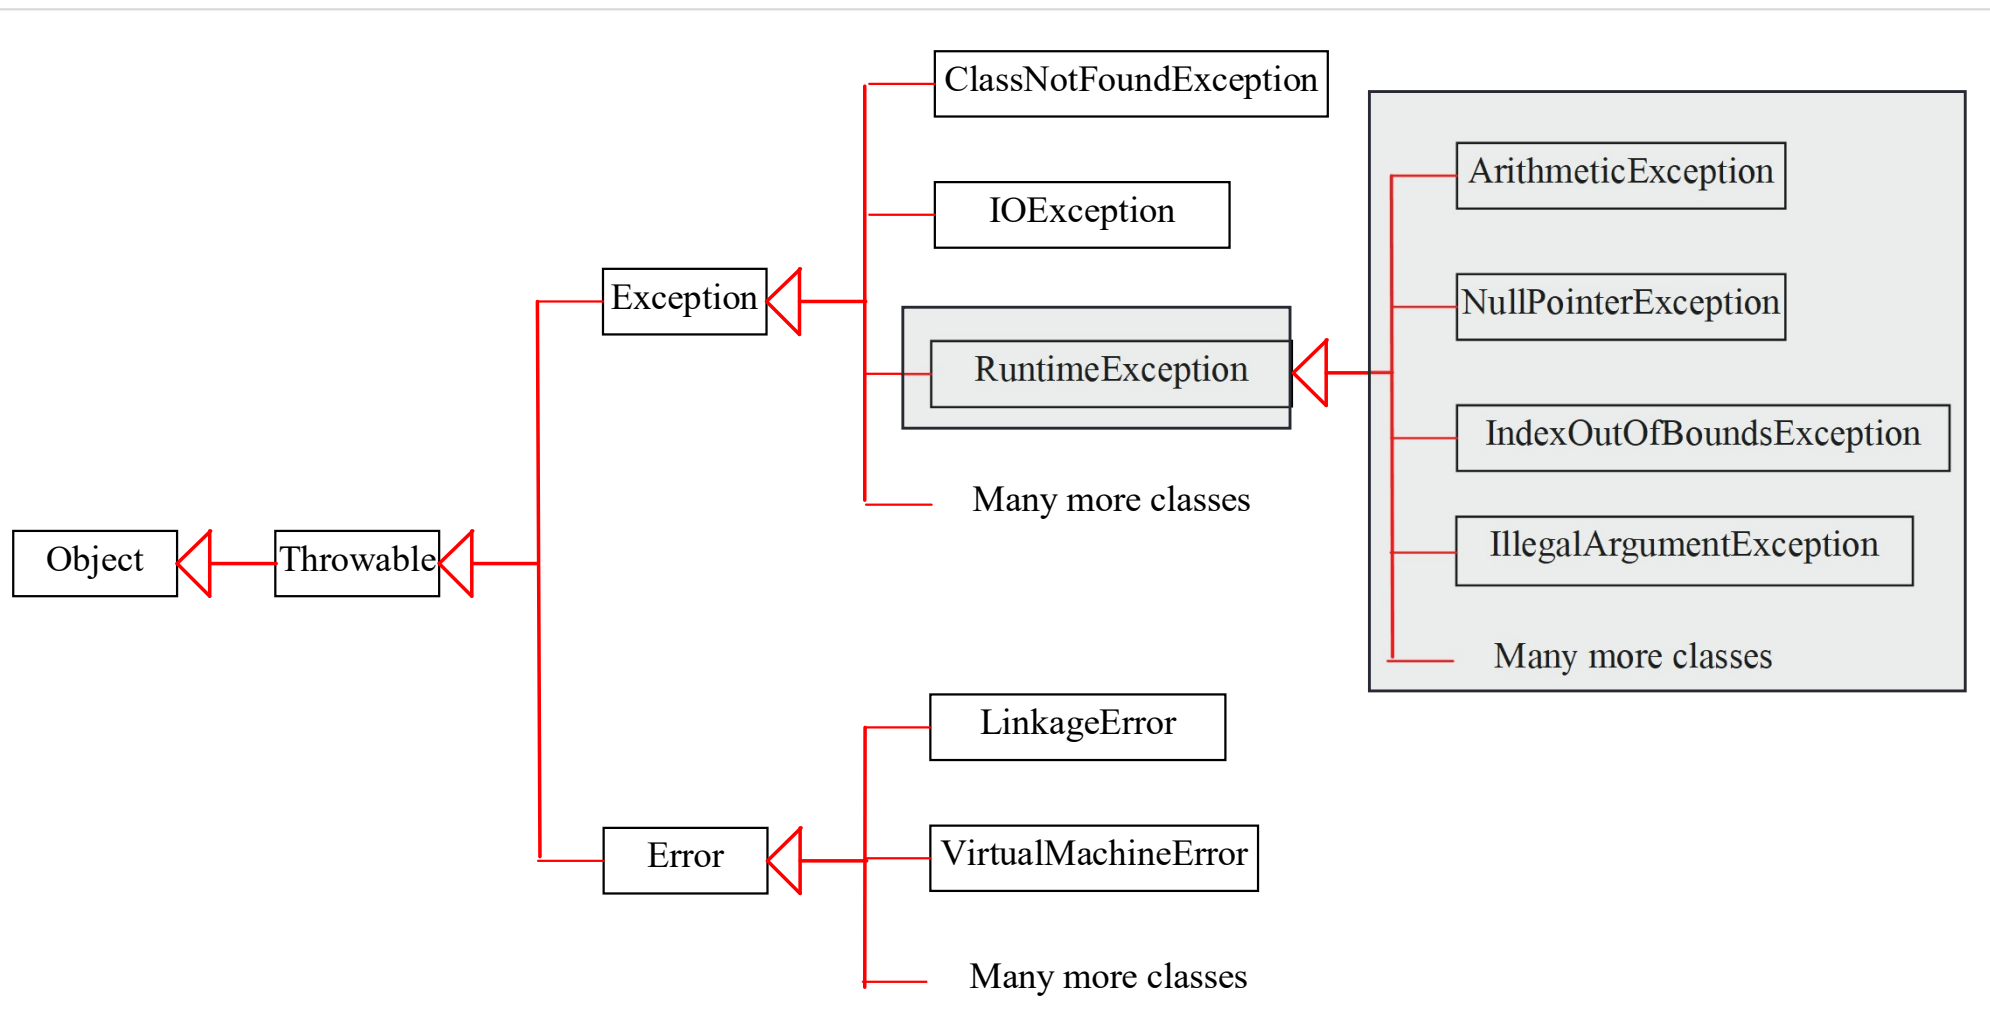 ClassNotFoundException
ArithmeticException
IOException
Exception
NullPointerException
RuntimeException
IndexOutOfBoundsException
Many more classes
Object
Throwable
IllegalArgumentException
Many more classes
LinkageError
Error
VirtualMachineError
Many more classes